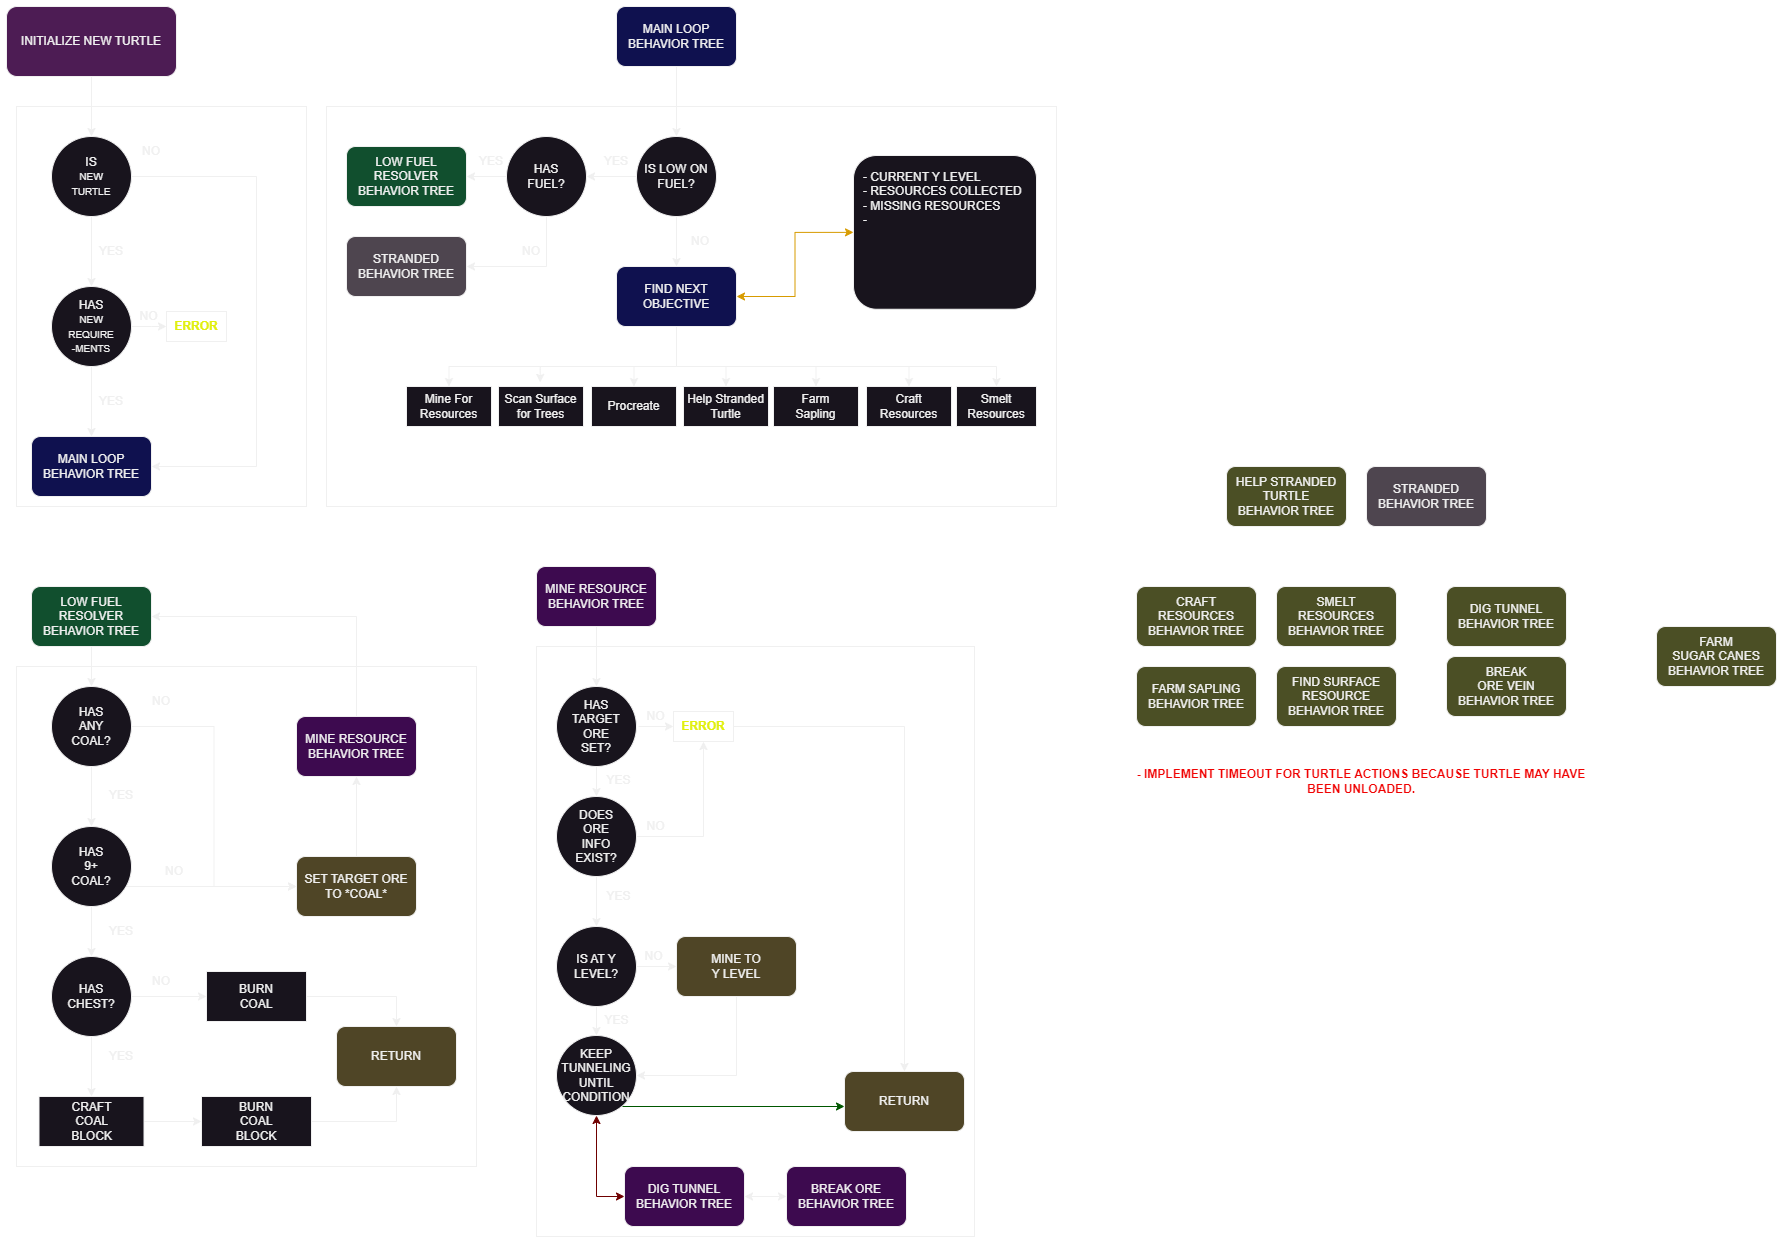 INITIALIZE NEW TURTLE
IS
NEW
TURTLE
NO
YES
HAS
NEW
REQUIRE
-MENTS
NO
ERROR
YES
MAIN LOOP
BEHAVIOR TREE
MAIN LOOP
BEHAVIOR TREE
LOW FUEL
RESOLVER
BEHAVIOR TREE
YES
HAS
FUEL?
YES
IS LOW ON
FUEL?
- CURRENT Y LEVEL
- RESOURCES COLLECTED
- MISSING RESOURCES
-
STRANDED
BEHAVIOR TREE
NO
NO
FIND NEXT
OBJECTIVE
Mine For
Resources
Scan Surface
for Trees
Procreate
Help Stranded
Turtle
Farm
Sapling
Craft
Resources
Smelt
Resources
HELP STRANDED
TURTLE
BEHAVIOR TREE
STRANDED
BEHAVIOR TREE
LOW FUEL
RESOLVER
BEHAVIOR TREE
HAS
ANY
COAL?
NO
MINE RESOURCE
BEHAVIOR TREE
YES
HAS
9+
COAL?
NO
SET TARGET ORE
TO *COAL*
YES
HAS
CHEST?
NO
BURN
COAL
RETURN
YES
CRAFT
COAL
BLOCK
BURN
COAL
BLOCK
MINE RESOURCE
BEHAVIOR TREE
HAS
TARGET
ORE
SET?
NO
ERROR
YES
DOES
ORE
INFO
EXIST?
NO
YES
IS AT Y
LEVEL?
NO
MINE TO
Y LEVEL
YES
KEEP
TUNNELING
UNTIL
CONDITION
RETURN
DIG TUNNEL
BEHAVIOR TREE
BREAK ORE
BEHAVIOR TREE
CRAFT
RESOURCES
BEHAVIOR TREE
SMELT
RESOURCES
BEHAVIOR TREE
DIG TUNNEL
BEHAVIOR TREE
FARM
SUGAR CANES
BEHAVIOR TREE
FARM SAPLING
BEHAVIOR TREE
FIND SURFACE
RESOURCE
BEHAVIOR TREE
BREAK
ORE VEIN
BEHAVIOR TREE
- IMPLEMENT TIMEOUT FOR TURTLE ACTIONS BECAUSE TURTLE MAY HAVE
BEEN UNLOADED.